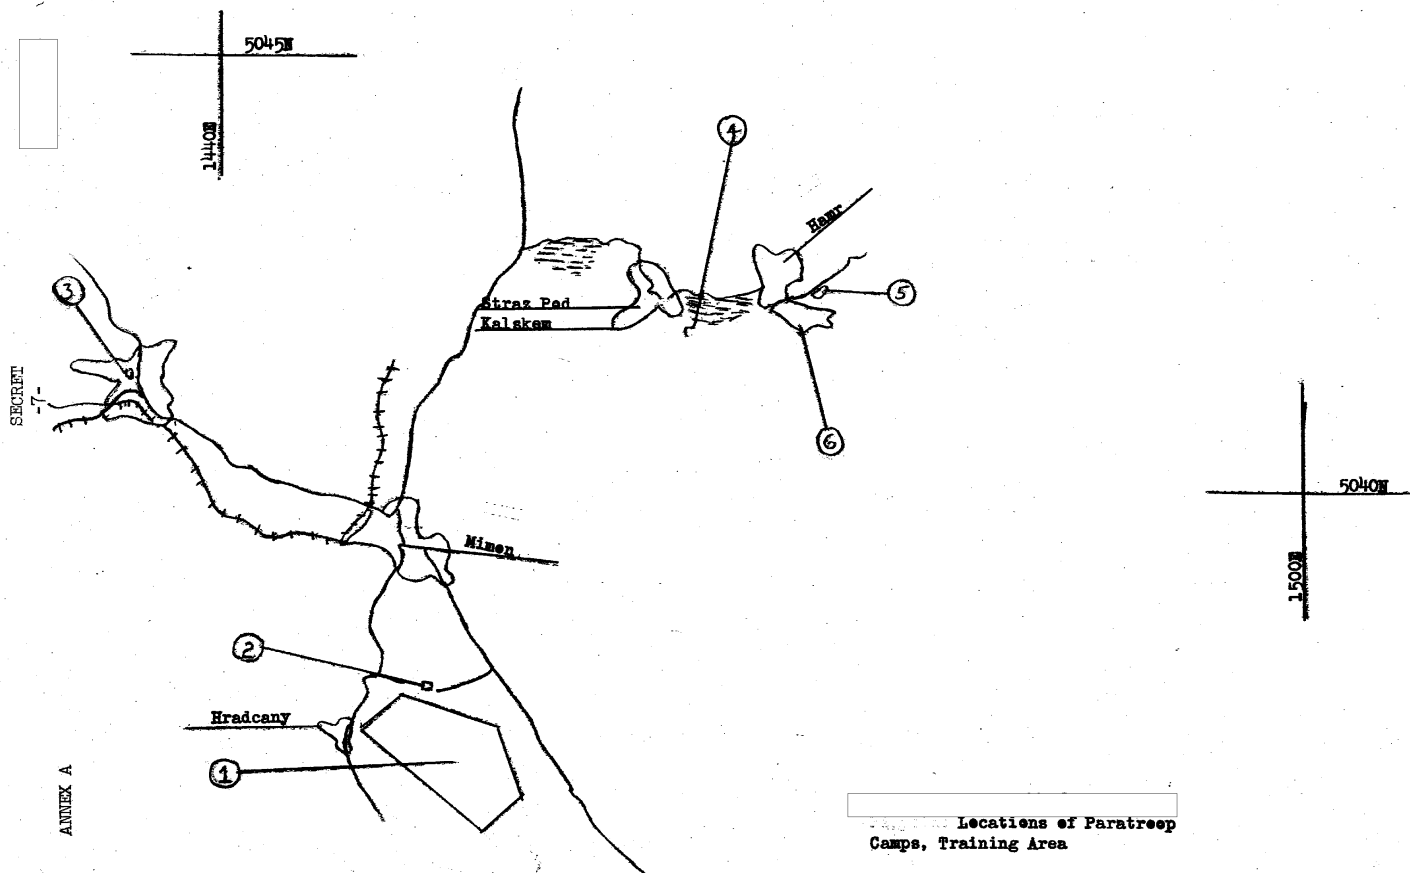 5045N
1440E
4
Hamr
3
5
Straz Pod
Kalskem
SECRET
-7-
6
5040N
1500E
Mimon
2
Hradcany
1
ANNEX A
Locations of Paratroop
Camps, Training Area